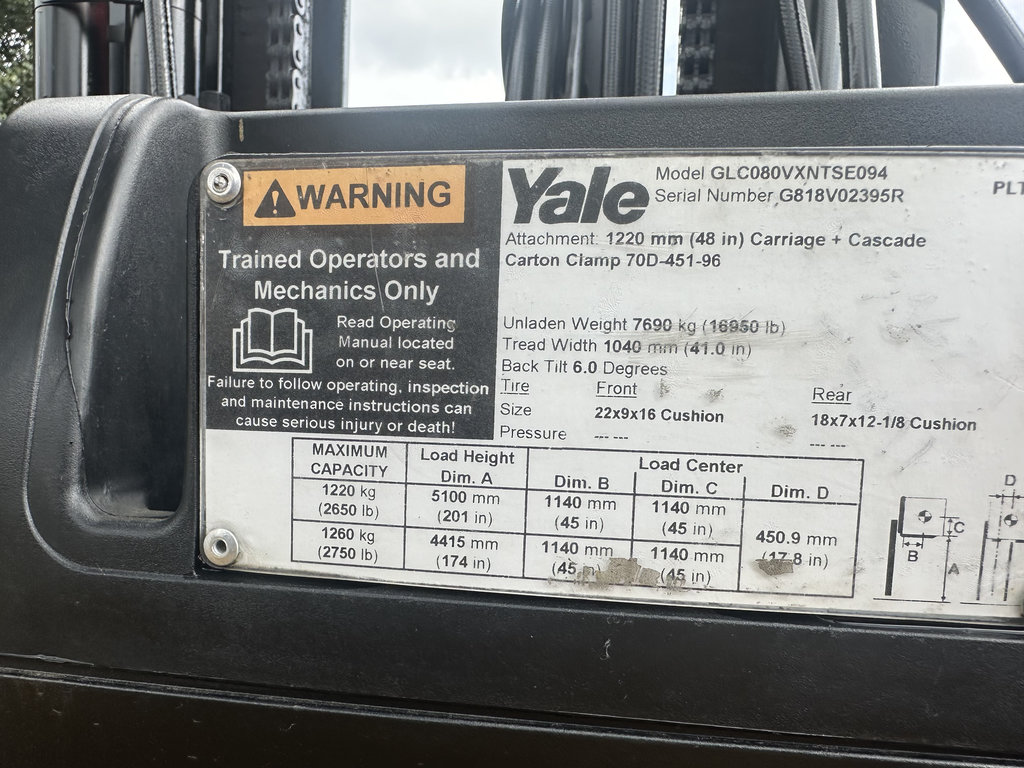 WARNING
Trained Operators and
Mechanics Only
Read Operating
Manual located
on or near seat.
Failure to follow operating, inspection
and maintenance instructions can
cause serious injury or death!
Yale
Model GLC080VXNTSE094
Serial Number G818V02395R
PLT
Attachment: 1220 mm (48 in) Carriage + Cascade
Carton Clamp 70D-451-96
Unladen Weight 7690 kg (16950 lb)
Tread Width 1040 mm (41.0 in)
Back Tilt 6.0 Degrees
Tire Front Rear
Size 22x9x16 Cushion 18x7x12-1/8 Cushion
Pressure --- --- --- ---
MAXIMUM CAPACITY Load Height Dim. A Load Center
Dim. B Dim. C Dim. D
1220 kg 5100 mm 1140 mm 1140 mm
(2650 lb) (201 in) (45 in) (45 in)
450.9 mm
(17.8 in)
1260 kg 4415 mm 1140 mm 1140 mm
(2750 lb) (174 in) (45 (45 in)
B C A
D
C